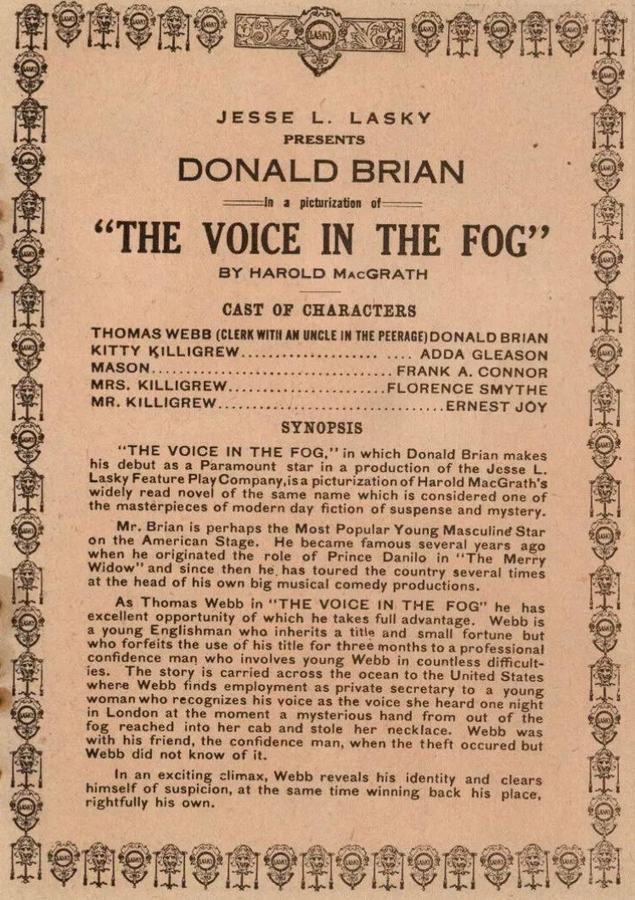 LASKY
JESSE L. LASKY
PRESENTS
DONALD BRIAN
in a picturization of
"THE VOICE IN THE FOG"
BY HAROLD MacGRATH
CAST OF CHARACTERS
THOMAS WEBB (CLERK WITH AN UNCLE IN THE PEERAGE) DONALD BRIAN
KITTY KILLIGREW.................... .... ADDA GLEASON
MASON.................................. FRANK A. CONNOR
MRS. KILLIGREW......................FLORENCE SMYTHE
MR. KILLIGREW..............................ERNEST JOY
SYNOPSIS
"THE VOICE IN THE FOG," in which Donald Brian makes
his debut as a Paramount star in a production of the Jesse L.
Lasky Feature Play Company, is a picturization of Harold MacGrath's
widely read novel of the same name which is considered one of
the masterpieces of modern day fiction of suspense and mystery.
Mr. Brian is perhaps the Most Popular Young Masculine Star
on the American Stage. He became famous several years ago
when he originated the role of Prince Danilo in "The Merry
Widow" and since then he has toured the country several times
at the head of his own big musical comedy productions.
As Thomas Webb in "THE VOICE IN THE FOG" he has
excellent opportunity of which he takes full advantage. Webb is
a young Englishman who inherits a title and small fortune but
who forfeits the use of his title for three months to a professional
confidence man who involves young Webb in countless difficult-
ies. The story is carried across the ocean to the United States
where Webb finds employment as private secretary to a young
woman who recognizes his voice as the voice she heard one night
in London at the moment a mysterious hand from out of the
fog reached into her cab and stole her necklace. Webb was
with his friend, the confidence man, when the theft occured but
Webb did not know of it.
In an exciting climax, Webb reveals his identity and clears
himself of suspicion, at the same time winning back his place,
rightfully his own.